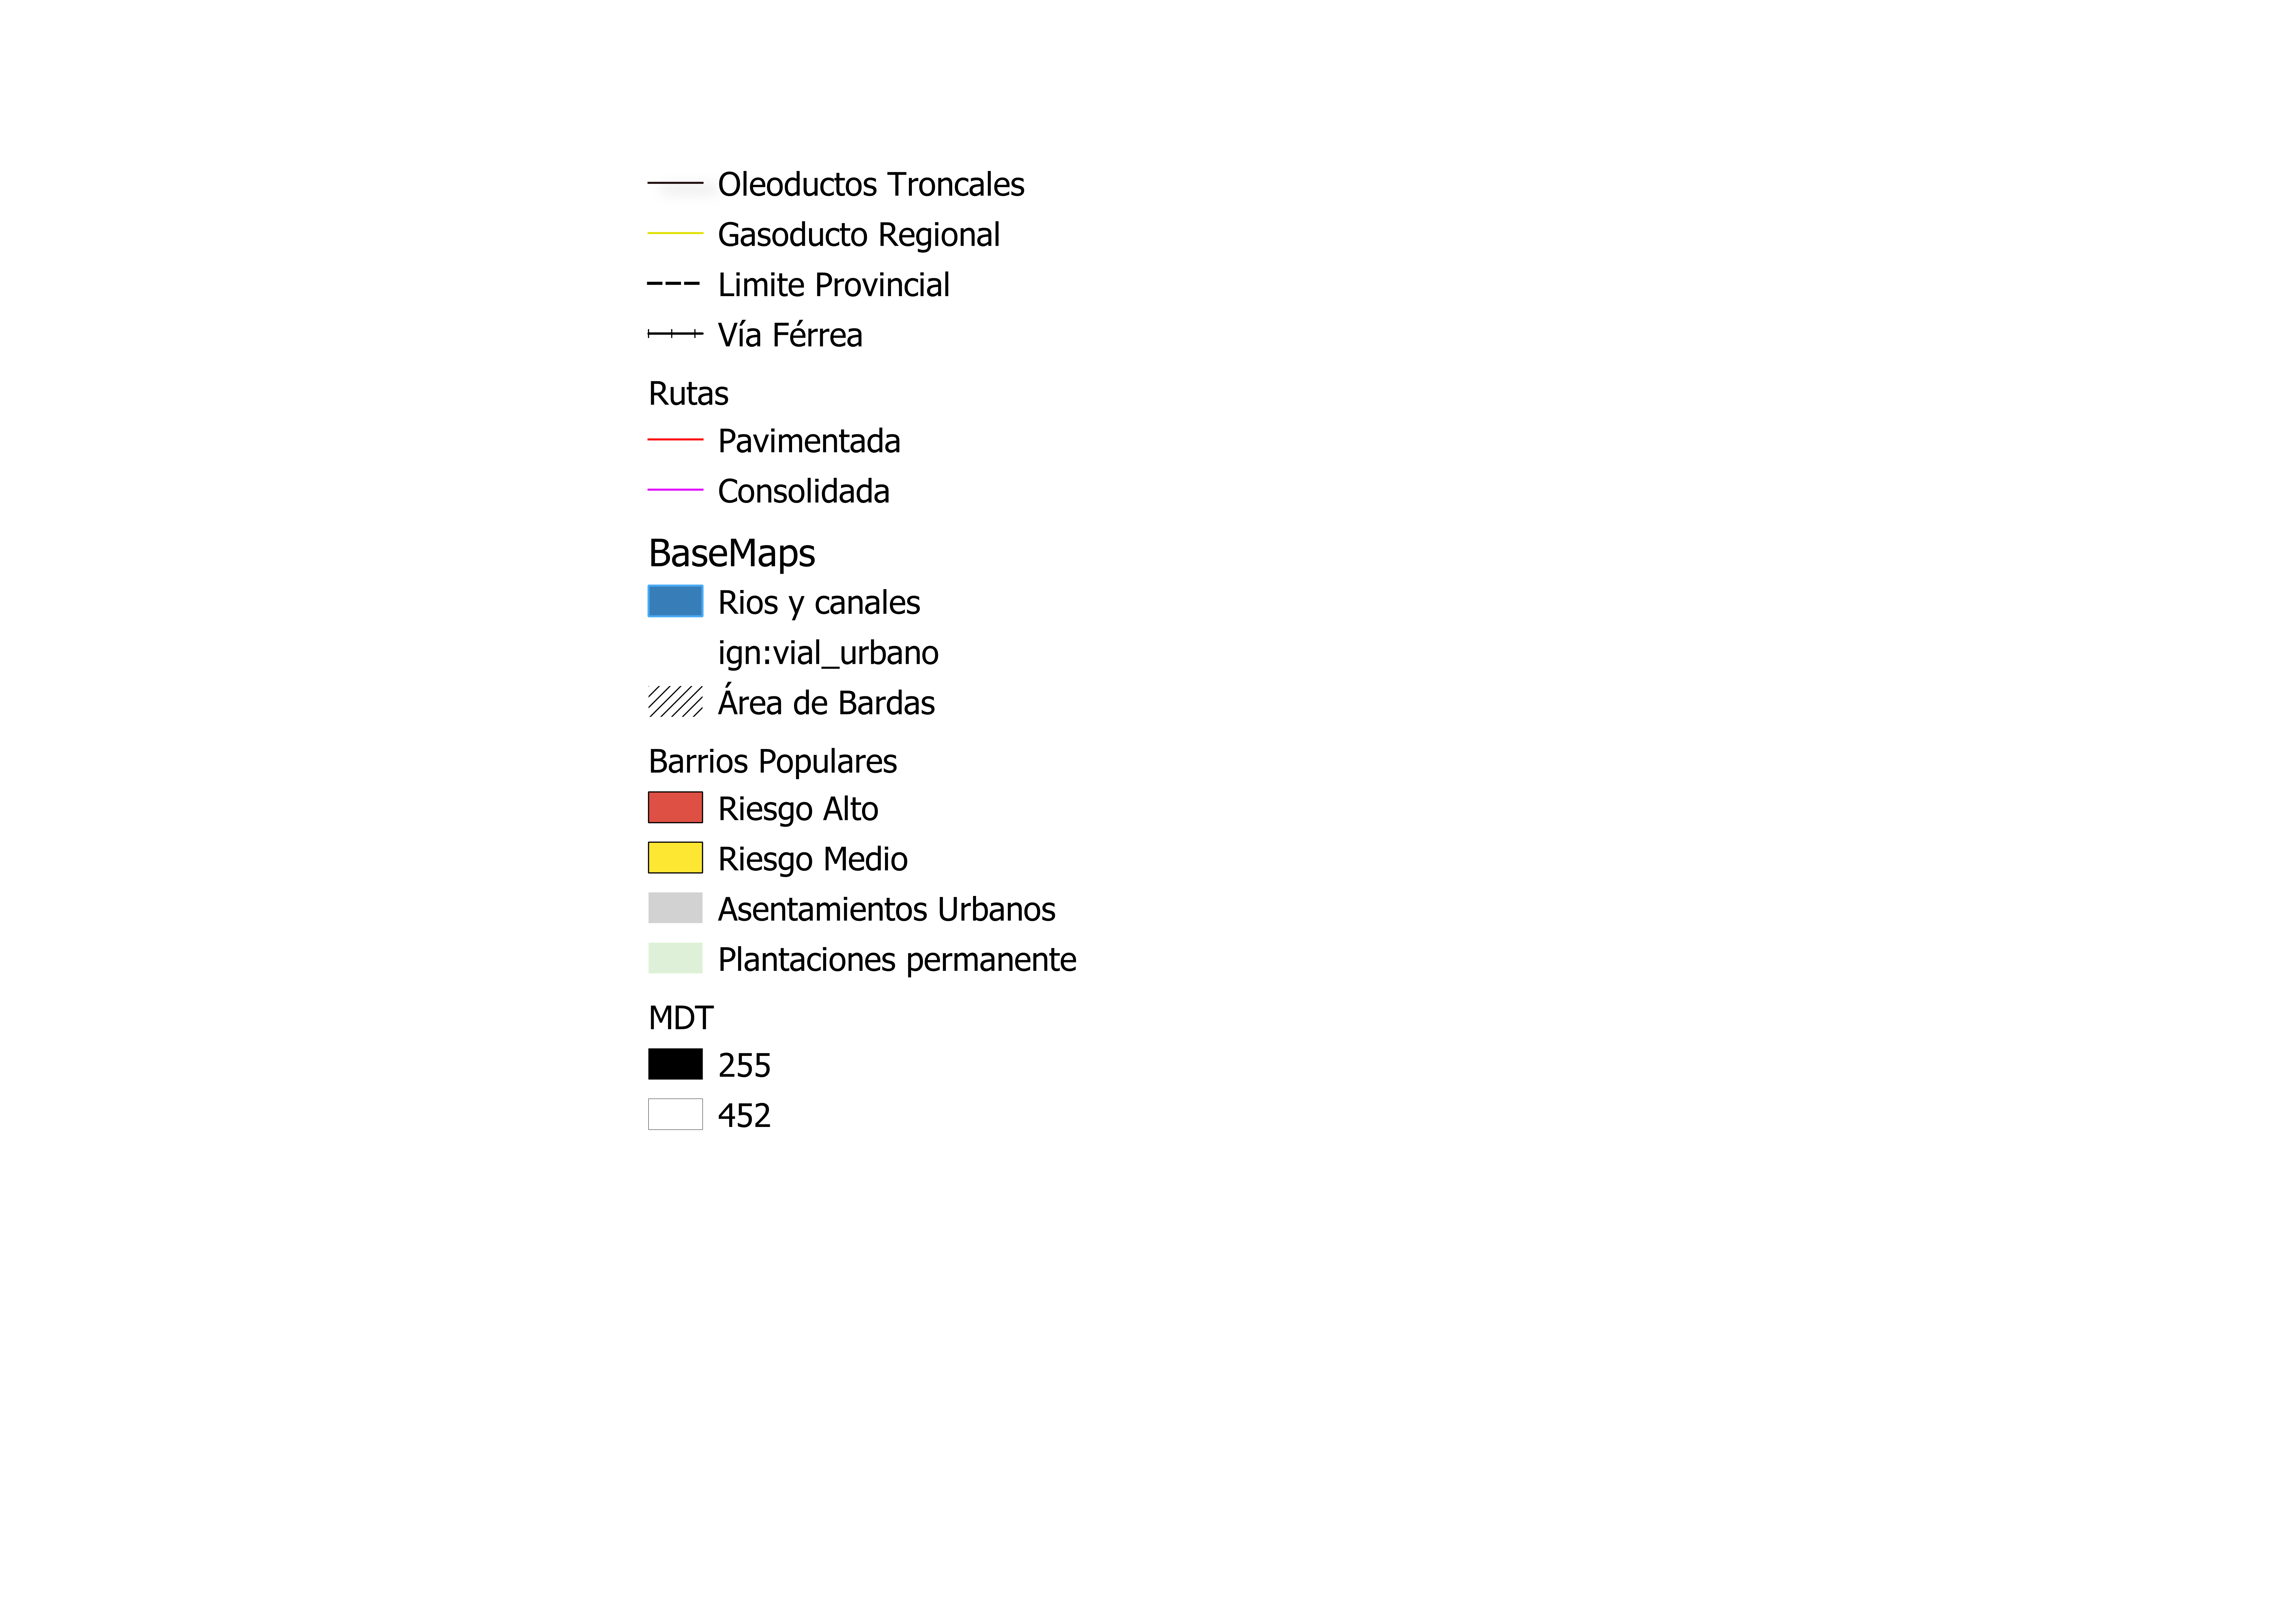 Oleoductos Troncales
Gasoducto Regional
Limite Provincial
Vía Férrea
Rutas
Pavimentada
Consolidada
BaseMaps
Rios y canales
ign:vial_urbano
Área de Bardas
Barrios Populares
Riesgo Alto
Riesgo Medio
Asentamientos Urbanos
Plantaciones permanente
MDT
255
452